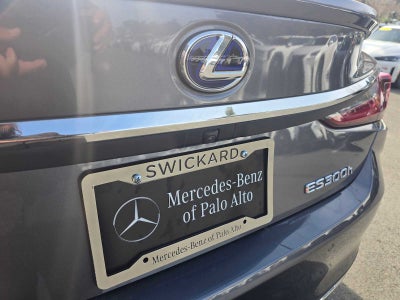 SWICKARD
Mercedes-Benz
of Palo Alto
Mercedes-Benz of Palo Alto
ES300h